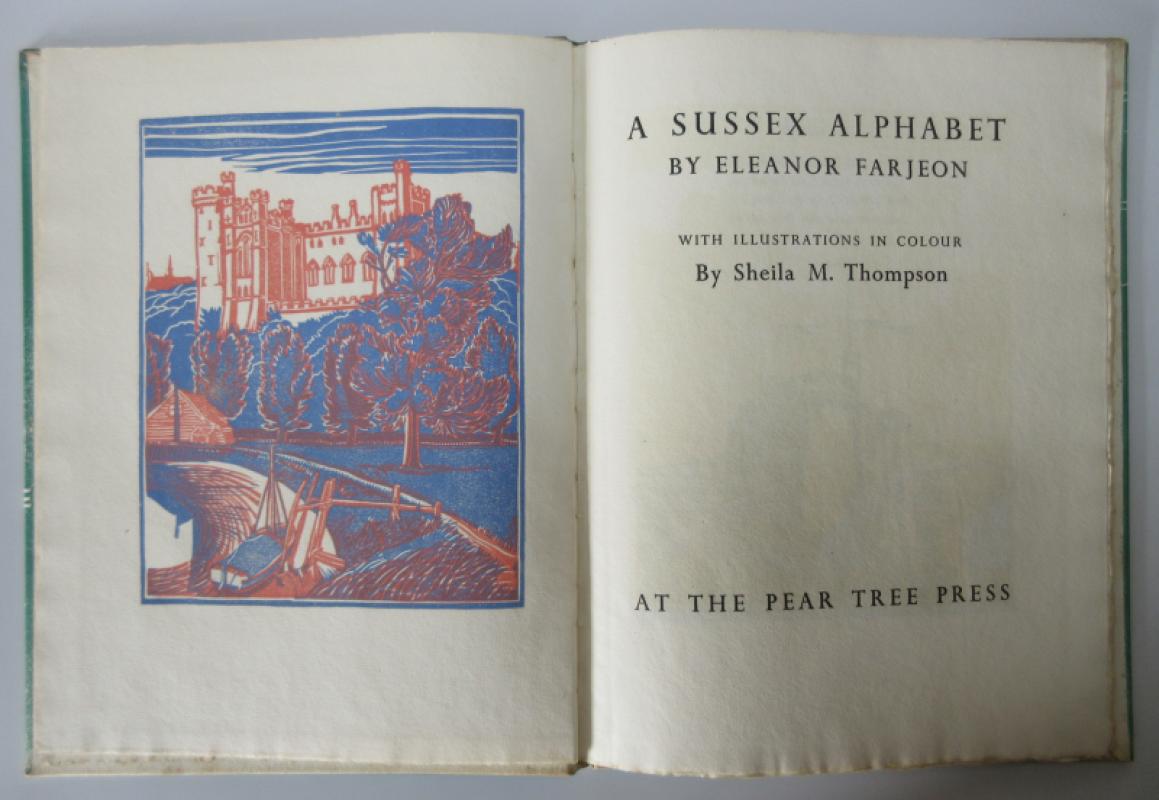 A SUSSEX ALPHABET
BY ELEANOR FARJEON
WITH ILLUSTRATIONS IN COLOUR
By Sheila M. Thompson
AT THE PEAR TREE PRESS